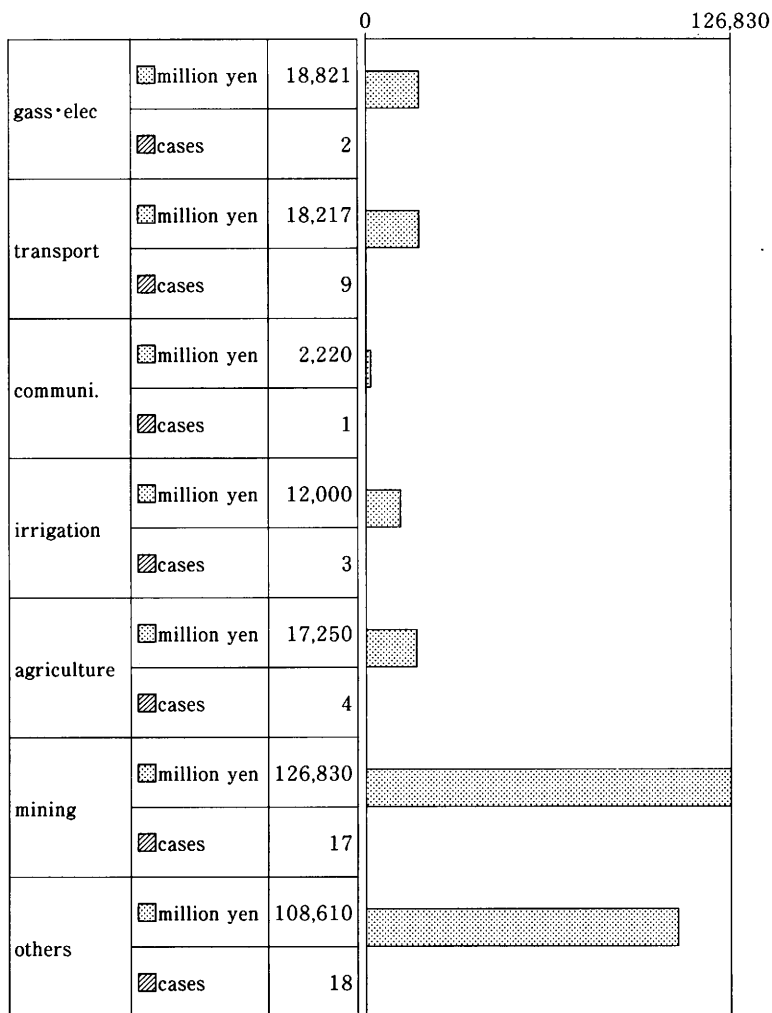 0 126,830
gass·elec
million yen 18,821
cases 2
transport
million yen 18,217
cases 9
communi.
million yen 2,220
cases 1
irrigation
million yen 12,000
cases 3
agriculture
million yen 17,250
cases 4
mining
million yen 126,830
cases 17
others
million yen 108,610
cases 18